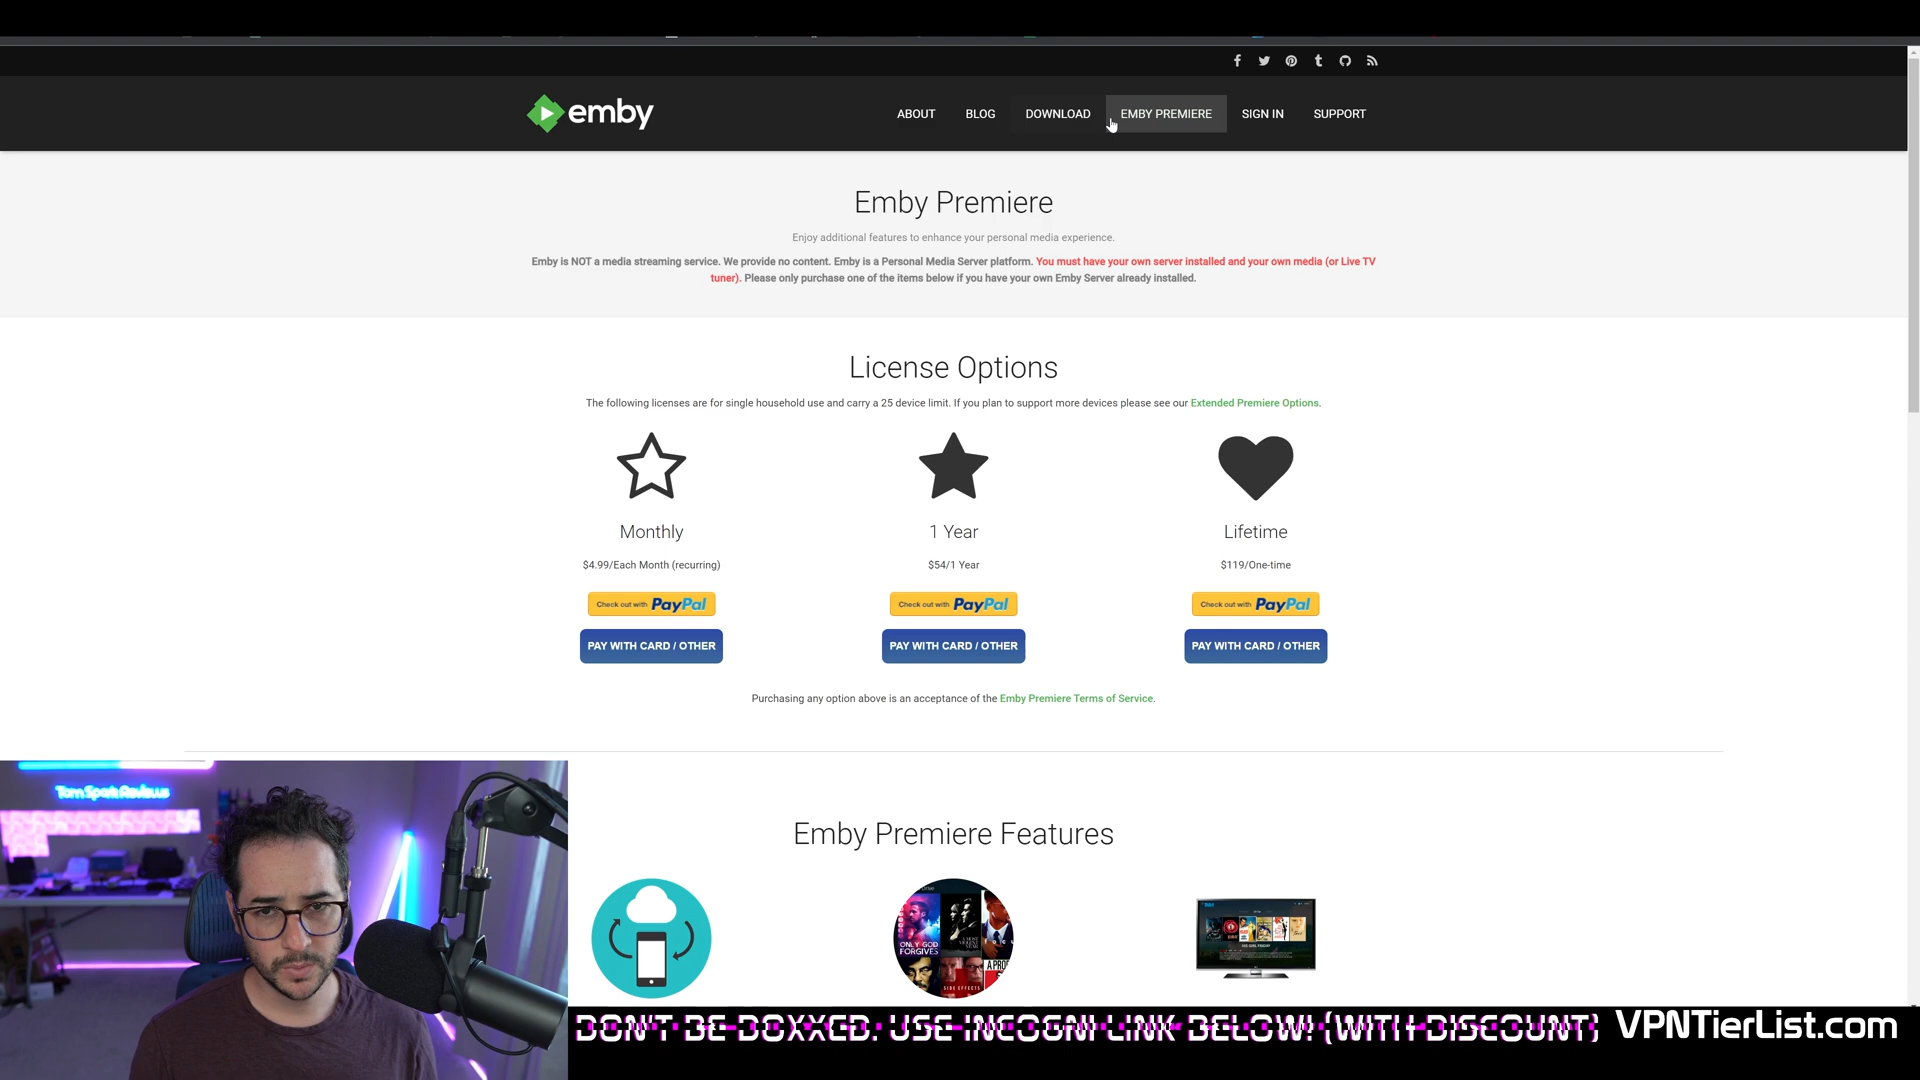 emby
ABOUT BLOG DOWNLOAD EMBY PREMIERE SIGN IN SUPPORT
Emby Premiere
Enjoy additional features to enhance your personal media experience.
Emby is NOT a media streaming service. We provide no content. Emby is a Personal Media Server platform. You must have your own server installed and your own media (or Live TV
tuner). Please only purchase one of the items below if you have your own Emby Server already installed.
License Options
The following licenses are for single household use and carry a 25 device limit. If you plan to support more devices please see our Extended Premiere Options.
Monthly
1 Year
Lifetime
$4.99/Each Month (recurring)
$54/1 Year
$119/One-time
Check out with PayPal
Check out with PayPal
Check out with PayPal
PAY WITH CARD / OTHER
PAY WITH CARD / OTHER
PAY WITH CARD / OTHER
Purchasing any option above is an acceptance of the Emby Premiere Terms of Service.
Tom Spark Reviews
Emby Premiere Features
ONLY GOD
FORGIVES
SIDE EFFECTS
DON'T BE DOXXED. USE INCOGNI LINK BELOW! (WITH DISCOUNT)
VPNTierList.com